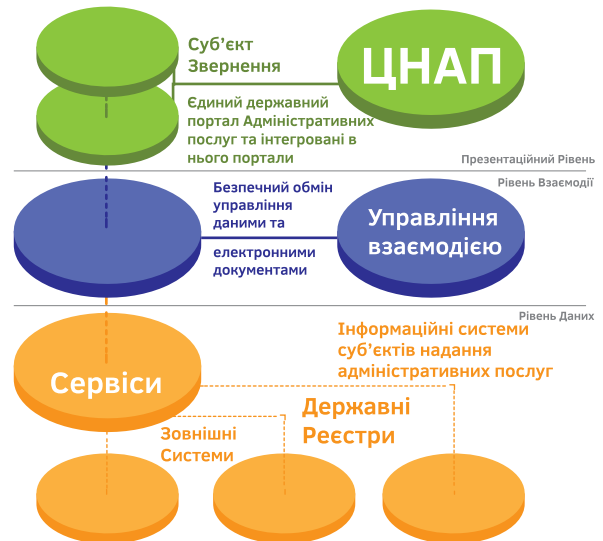 Суб’єкт
Звернення
ЦНАП
Єдиний державний
портал Адміністративних
послуг та інтегровані в
нього портали
Презентаційний Рівень
Рівень Взаємодії
Безпечний обмін
управління
даними та
електронними
документами
Управління
взаємодією
Рівень Даних
Інформаційні системи
суб’єктів надання
адміністративних послуг
Сервіси
Державні
Реєстри
Зовнішні
Системи